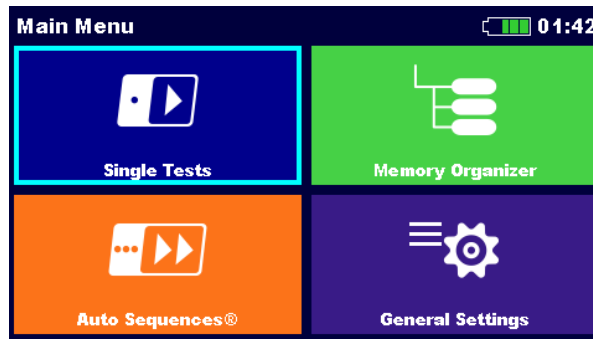 Main Menu 01:42
Single Tests Memory Organizer
Auto Sequences® General Settings